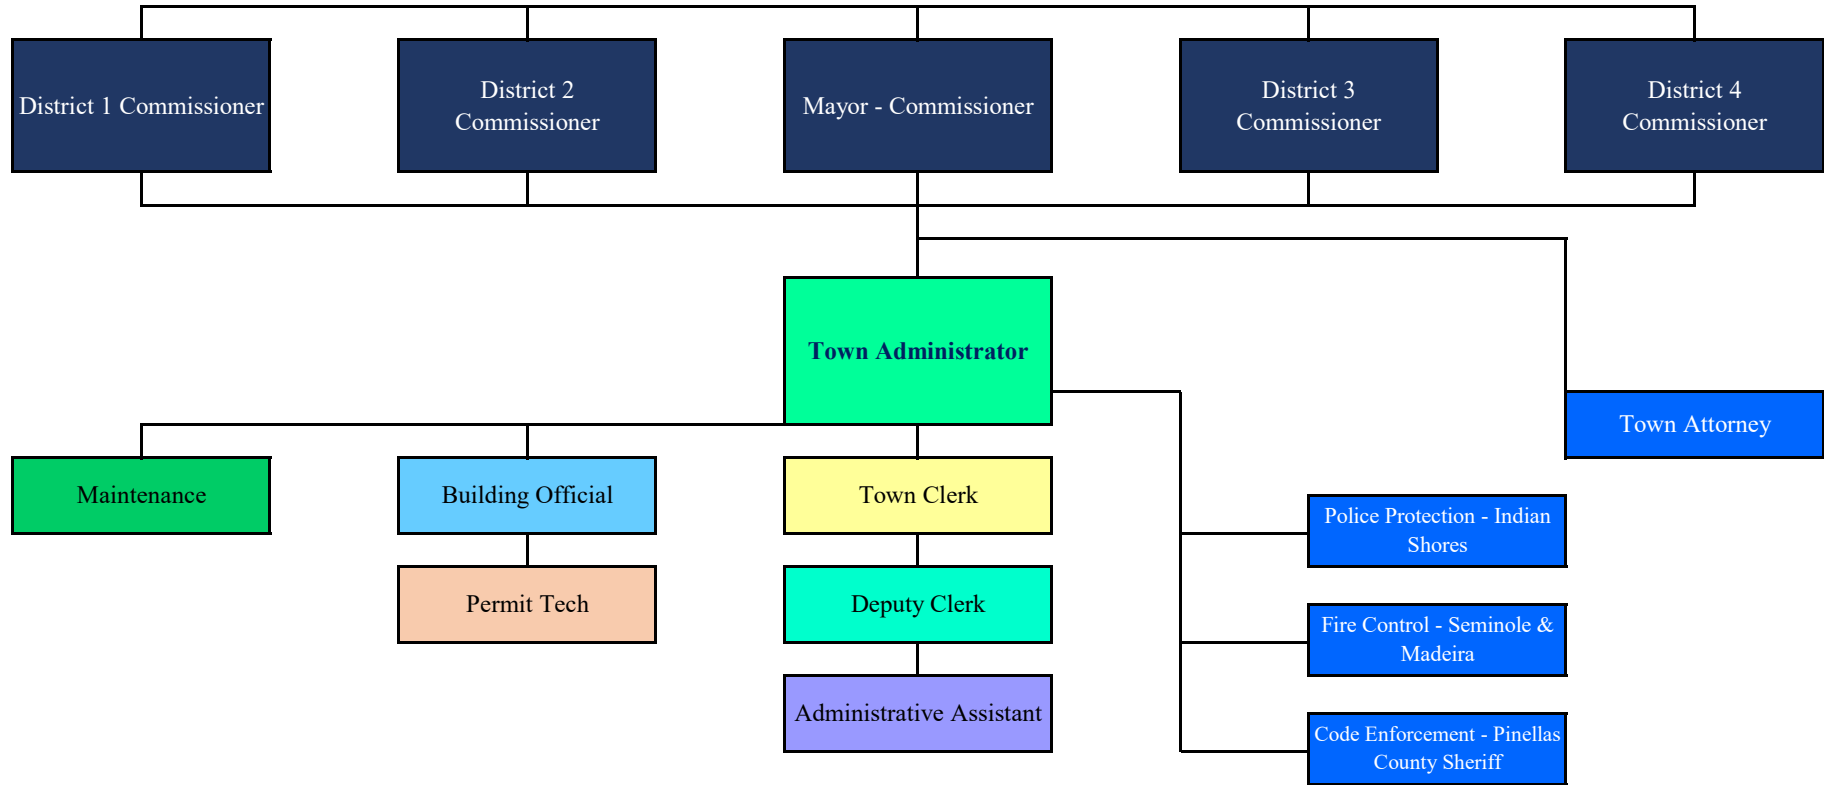 District 1 Commissioner
District 2
Commissioner
Mayor - Commissioner
District 3
Commissioner
District 4
Commissioner
Town Administrator
Town Attorney
Maintenance
Building Official
Town Clerk
Police Protection - Indian
Shores
Permit Tech
Deputy Clerk
Fire Control - Seminole &
Madeira
Administrative Assistant
Code Enforcement - Pinellas
County Sheriff